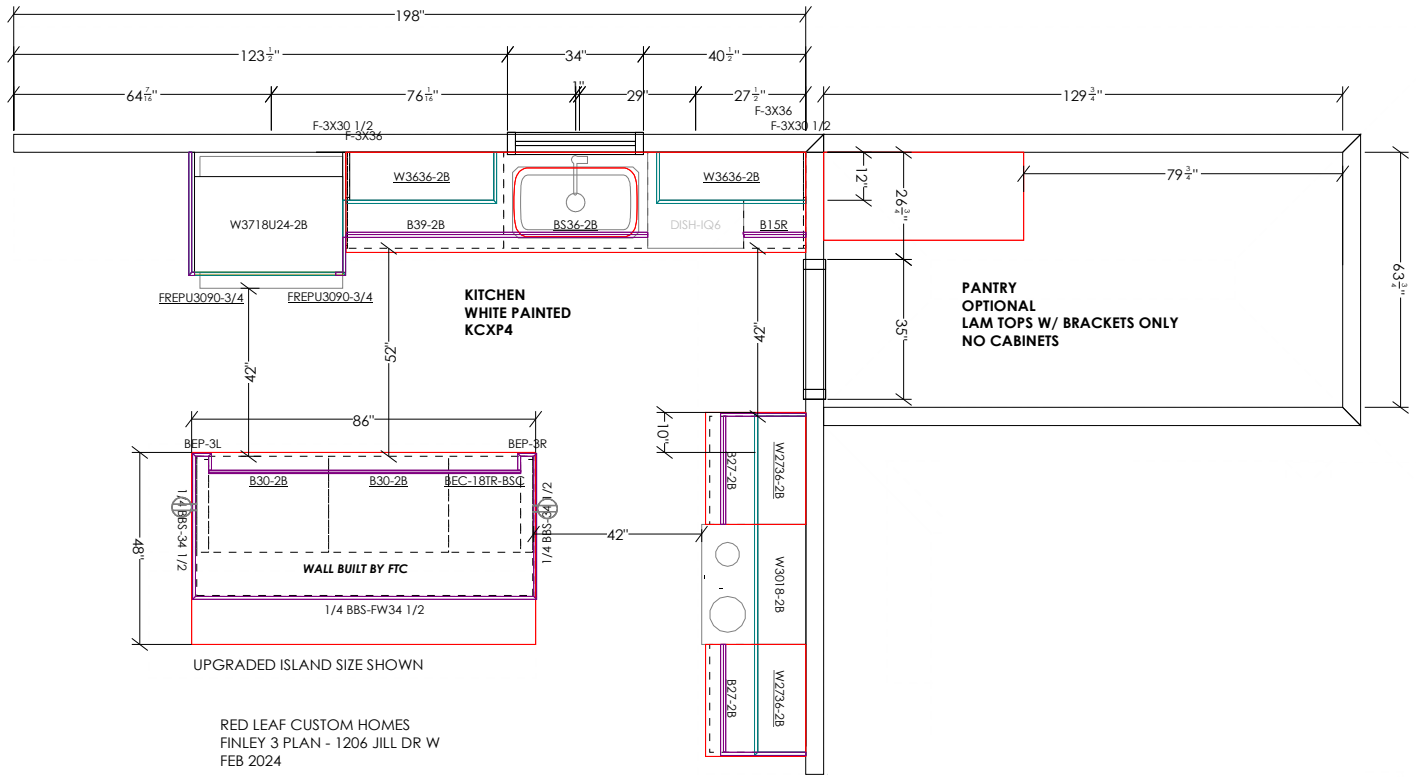 198"
123 1/2"
34"
40 1/2"
64 7/16"
76 1/16"
1"
29"
27 1/2"
129 3/4"
F-3X36
F-3X30 1/2
F-3X30 1/2
F-3X36
W3636-2B
W3636-2B
12"
26 3/4"
79 3/4"
W3718U24-2B
B39-2B
BS36-2B
DISH-IQ6
B15R
63 3/4"
FREPU3090-3/4
FREPU3090-3/4
KITCHEN
WHITE PAINTED
KCXP4
PANTRY
OPTIONAL
LAM TOPS W/ BRACKETS ONLY
NO CABINETS
42"
52"
42"
35"
86"
10"
BEP-3L
BEP-3R
B30-2B
B30-2B
BEC-18TR-BSC
1/4 BBS-34 1/2
1/4 BBS-34 1/2
B27-2B
W2736-2B
48"
42"
WALL BUILT BY FTC
W3018-2B
1/4 BBS-FW34 1/2
B27-2B
W2736-2B
UPGRADED ISLAND SIZE SHOWN
RED LEAF CUSTOM HOMES
FINLEY 3 PLAN - 1206 JILL DR W
FEB 2024